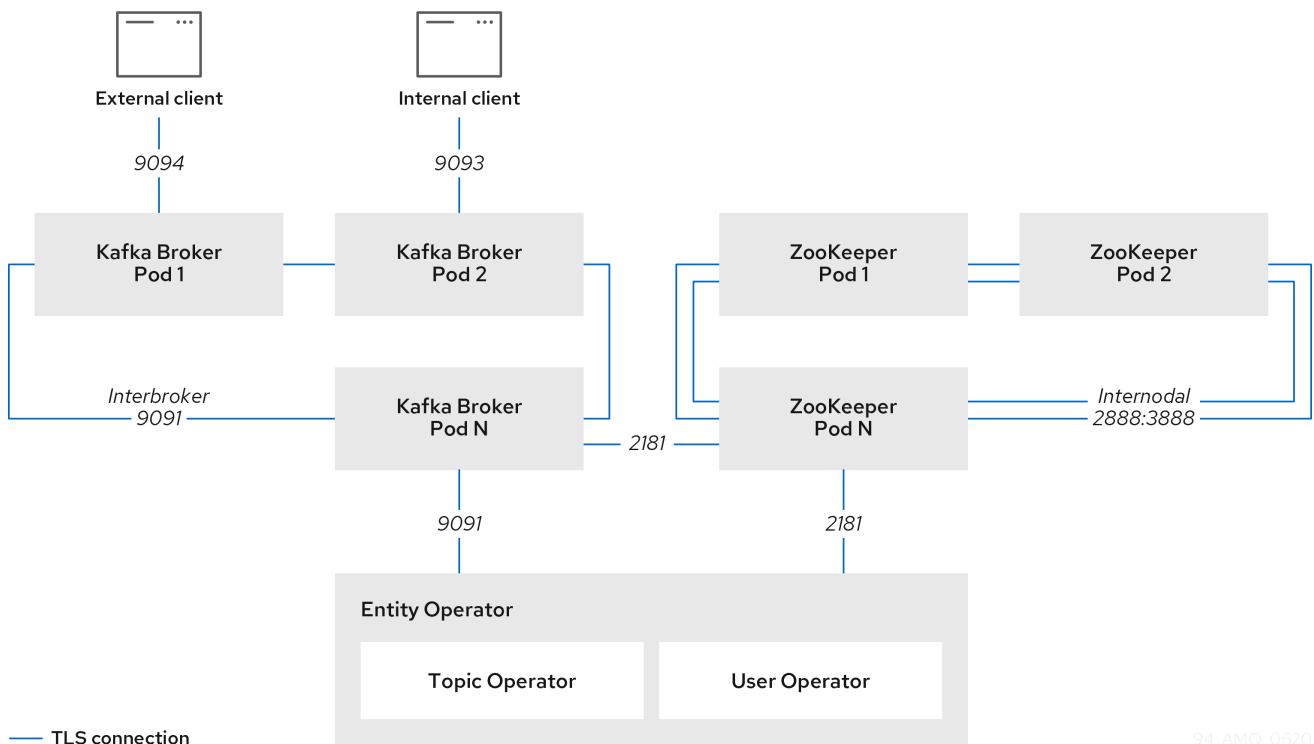 External client
Internal client
9094
9093
Kafka Broker
Pod 1
Kafka Broker
Pod 2
ZooKeeper
Pod 1
ZooKeeper
Pod 2
Interbroker
9091
Kafka Broker
Pod N
2181
ZooKeeper
Pod N
Internodal
2888:3888
9091
2181
Entity Operator
Topic Operator
User Operator
TLS connection
94_AMQ_0620